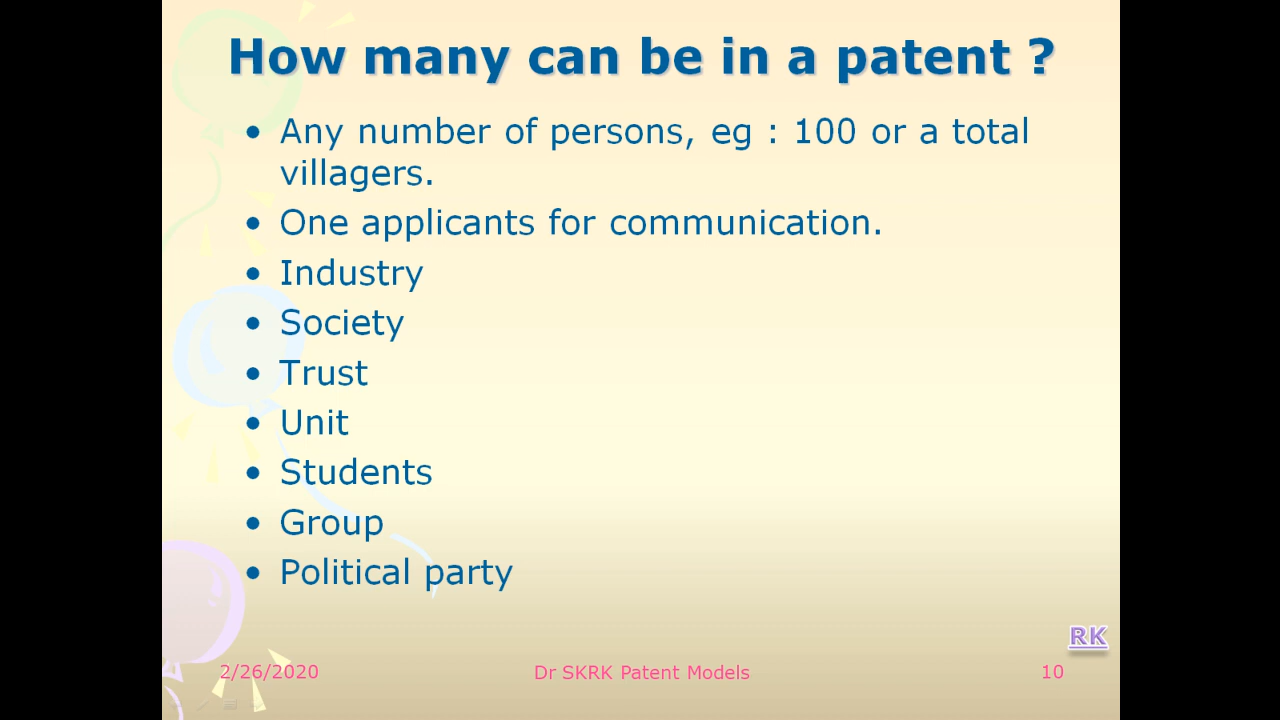 How many can be in a patent ?
• Any number of persons, eg : 100 or a total
villagers.
• One applicants for communication.
• Industry
• Society
• Trust
• Unit
• Students
• Group
• Political party
RK
2/26/2020 Dr SKRK Patent Models 10